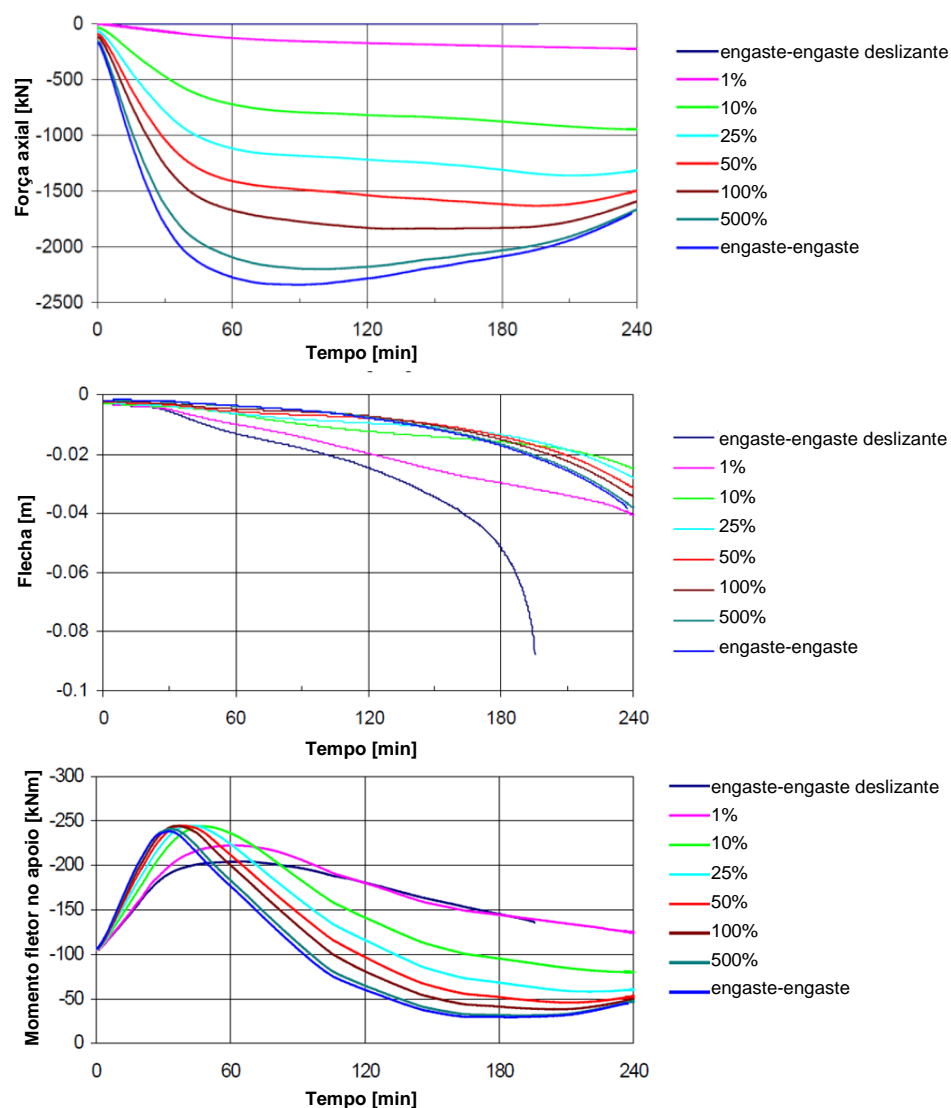 Força axial [kN]
0
-500
-1000
-1500
-2000
-2500
0 60 120 180 240
Tempo [min]
engaste-engaste deslizante
1%
10%
25%
50%
100%
500%
engaste-engaste
Flecha [m]
0
-0.02
-0.04
-0.06
-0.08
-0.1
0 60 120 180 240
Tempo [min]
engaste-engaste deslizante
1%
10%
25%
50%
100%
500%
engaste-engaste
Momento fletor no apoio [kNm]
-300
-250
-200
-150
-100
-50
0
0 60 120 180 240
Tempo [min]
engaste-engaste deslizante
1%
10%
25%
50%
100%
500%
engaste-engaste